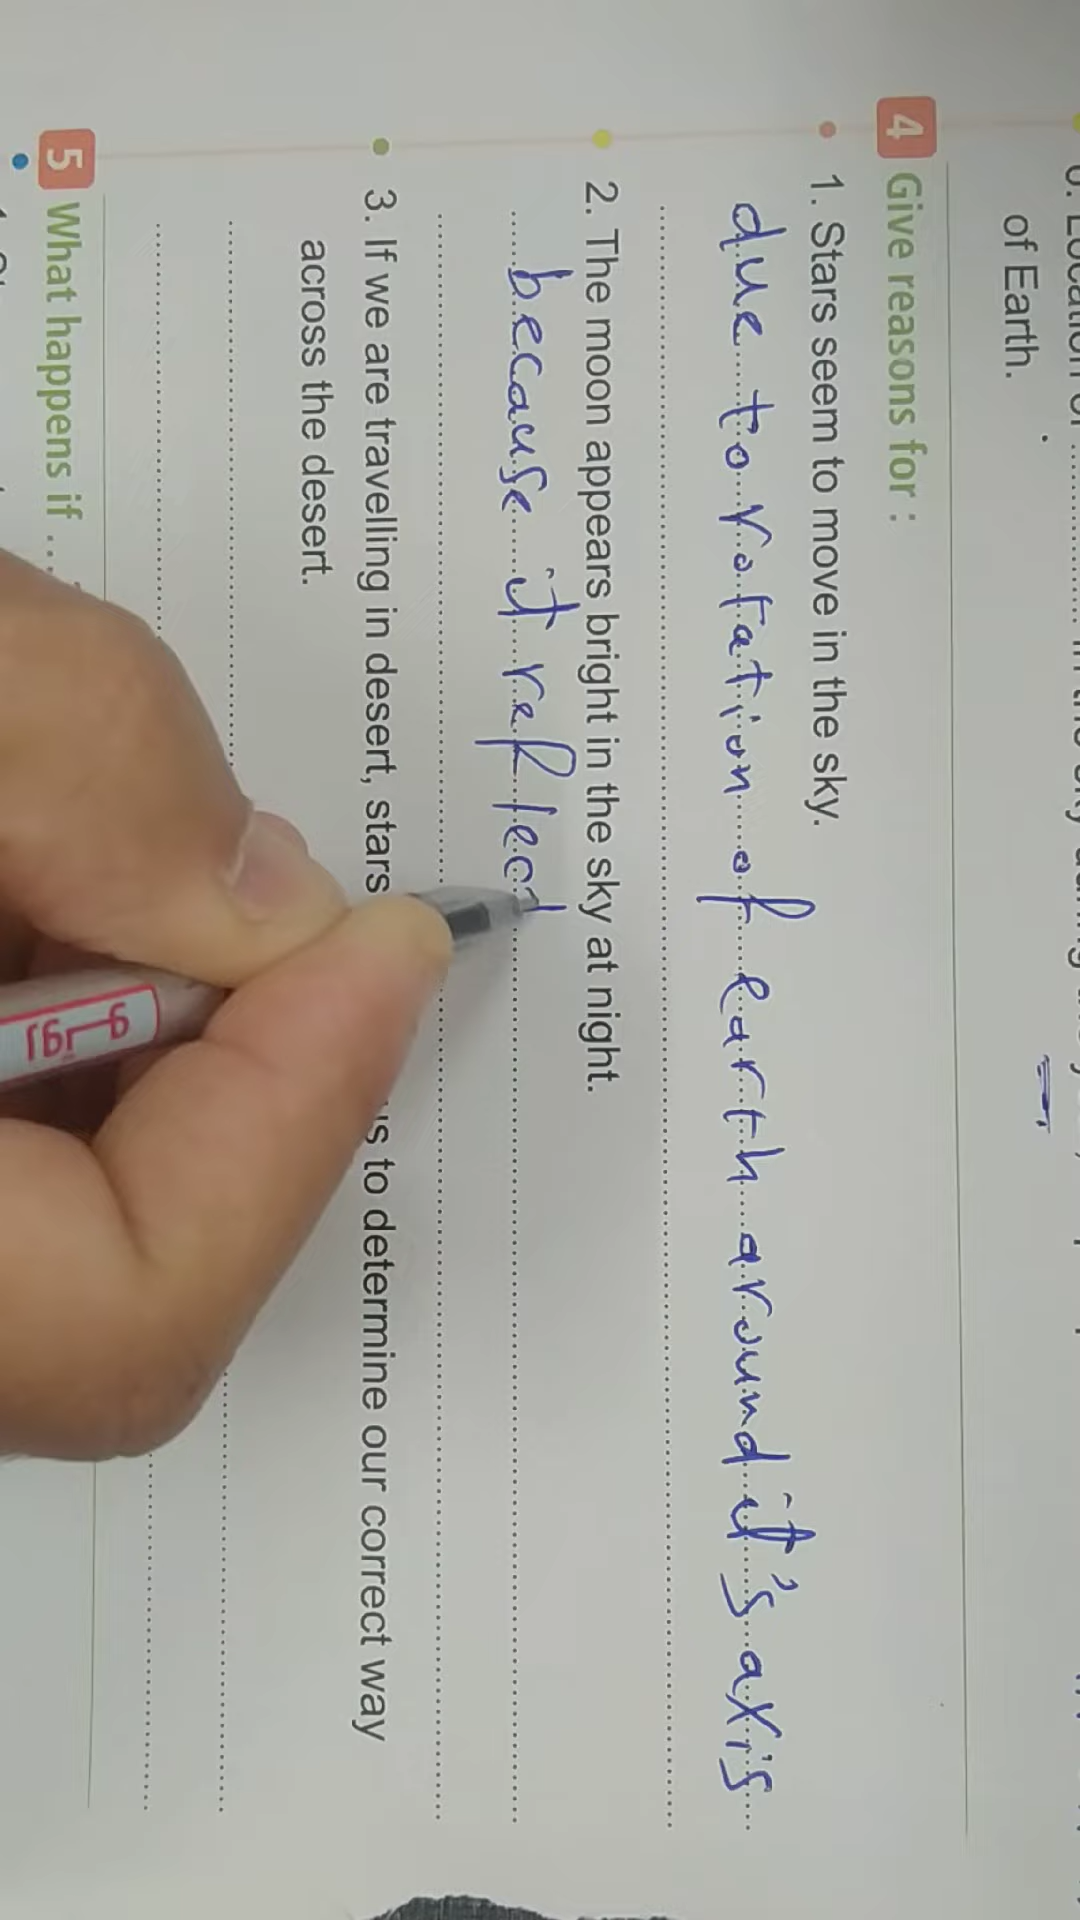 of Earth.
4 Give reasons for :
1. Stars seem to move in the sky.
due to rotation of earth around it's axis
2. The moon appears bright in the sky at night.
because it reflect
3. If we are travelling in desert, stars us to determine our correct way
across the desert.
5 What happens if ...